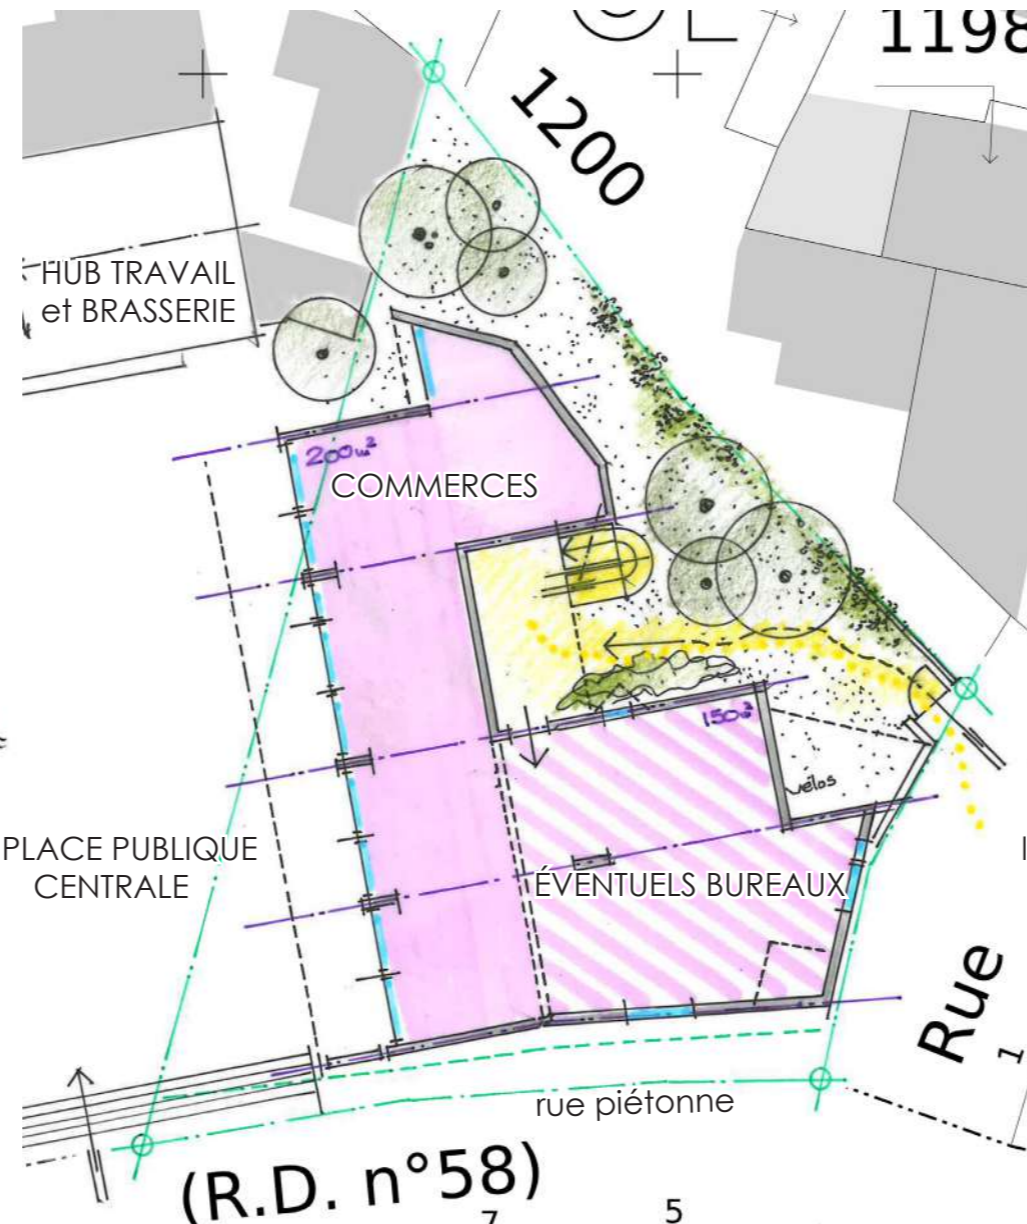 1198
1200
HUB TRAVAIL
et BRASSERIE
200m²
COMMERCES
150m²
vélos
PLACE PUBLIQUE
CENTRALE
ÉVENTUELS BUREAUX
Rue
1
rue piétonne
(R.D. n°58)
7
5